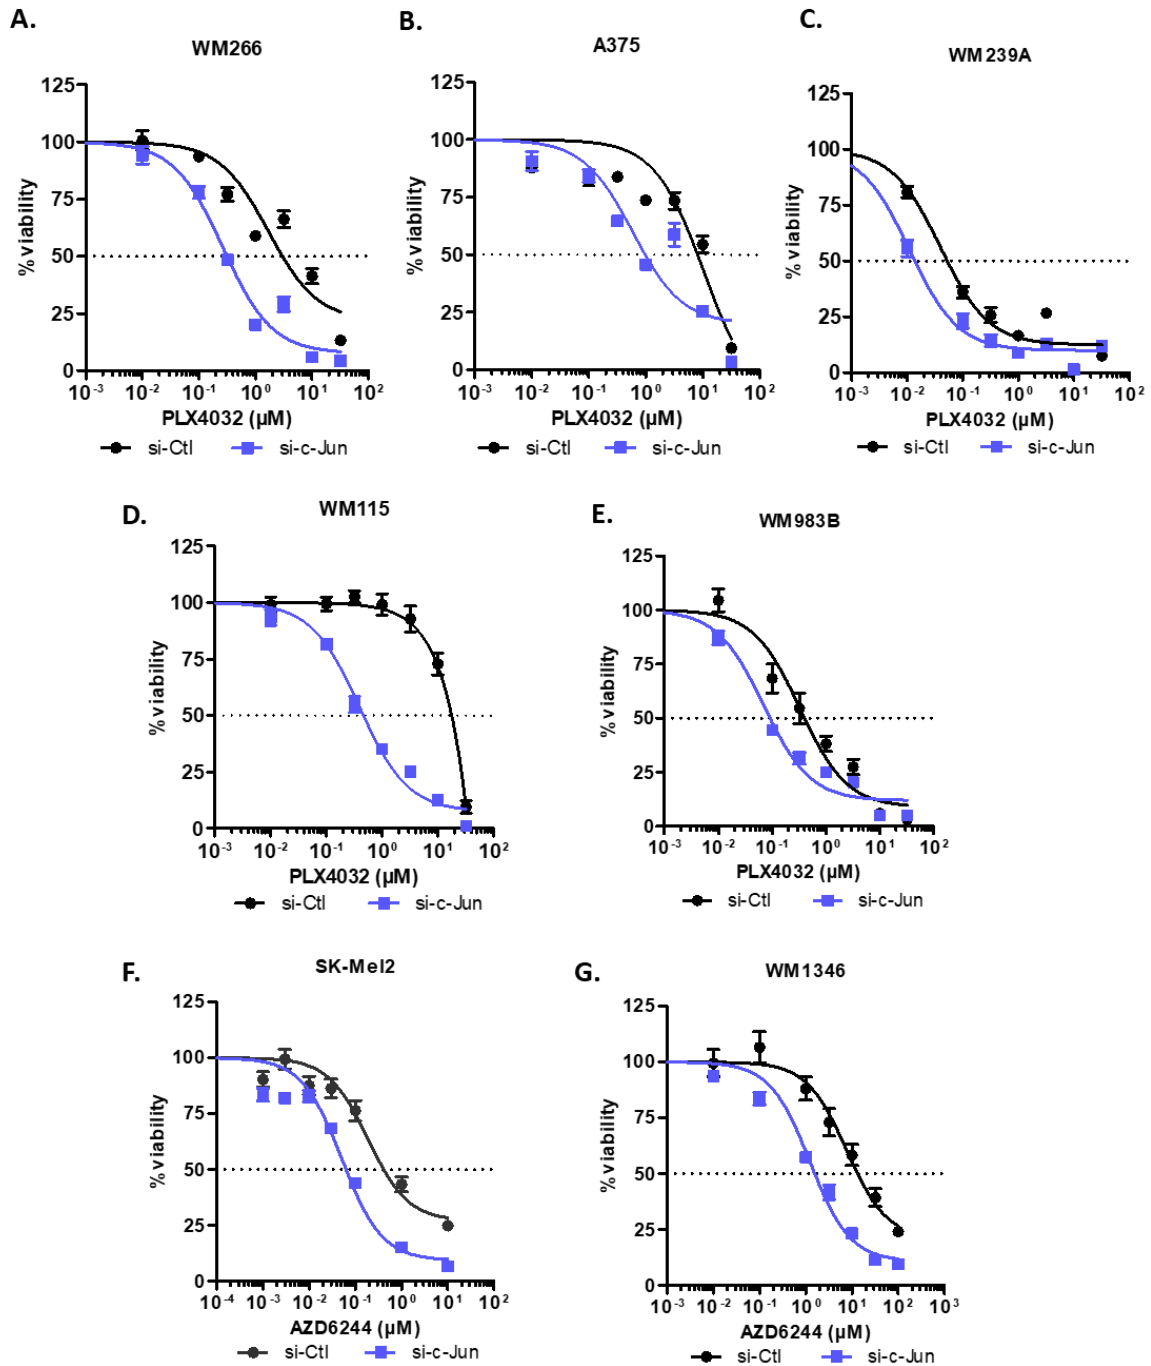 A.
WM266
125
100
75
50
25
0
% viability
10-3 10-2 10-1 100 101 102
PLX4032 (µM)
si-Ctl si-c-Jun
B.
A375
125
100
75
50
25
0
% viability
10-3 10-2 10-1 100 101 102
PLX4032 (µM)
si-Ctl si-c-Jun
C.
WM239A
125
100
75
50
25
0
% viability
10-3 10-2 10-1 100 101 102
PLX4032 (µM)
si-Ctl si-c-Jun
D.
WM115
125
100
75
50
25
0
% viability
10-3 10-2 10-1 100 101 102
PLX4032 (µM)
si-Ctl si-c-Jun
E.
WM983B
125
100
75
50
25
0
% viability
10-3 10-2 10-1 100 101 102
PLX4032 (µM)
si-Ctl si-c-Jun
F.
SK-Mel2
125
100
75
50
25
0
% viability
10-4 10-3 10-2 10-1 100 101 102
AZD6244 (µM)
si-Ctl si-c-Jun
G.
WM1346
125
100
75
50
25
0
% viability
10-3 10-2 10-1 100 101 102 103
AZD6244 (µM)
si-Ctl si-c-Jun